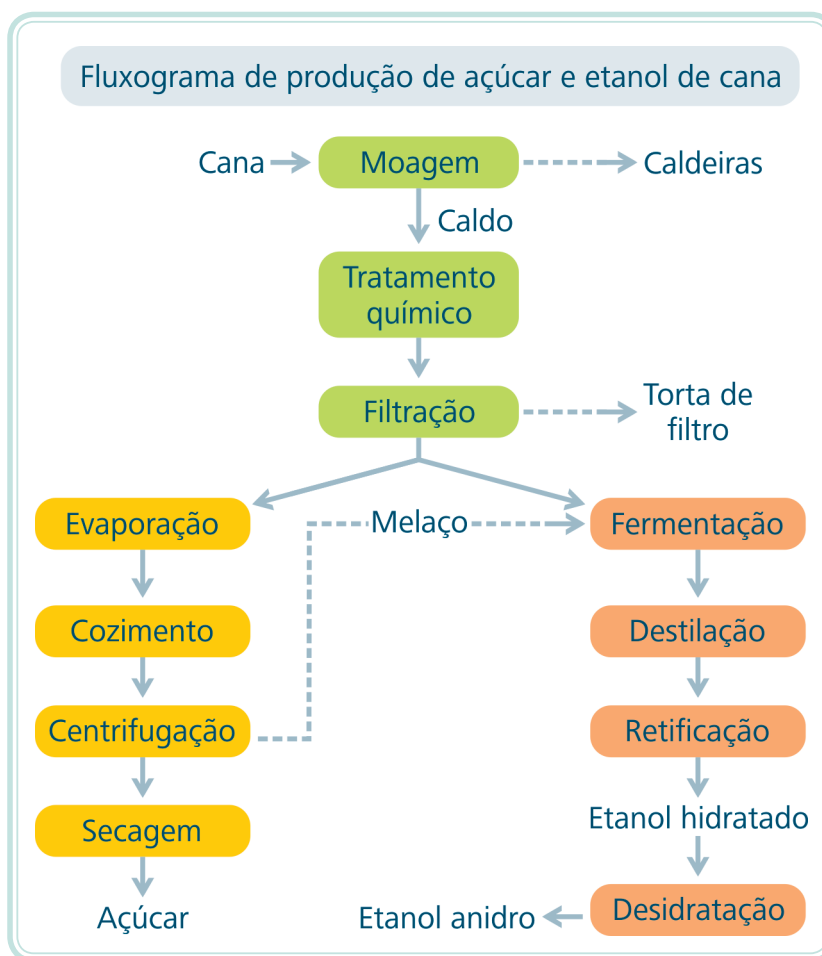 Fluxograma de produção de açúcar e etanol de cana
Cana
Moagem
Caldeiras
Caldo
Tratamento
químico
Filtração
Torta de
filtro
Evaporação
Melaço
Fermentação
Cozimento
Destilação
Centrifugação
Retificação
Etanol hidratado
Secagem
Açúcar
Etanol anidro
Desidratação